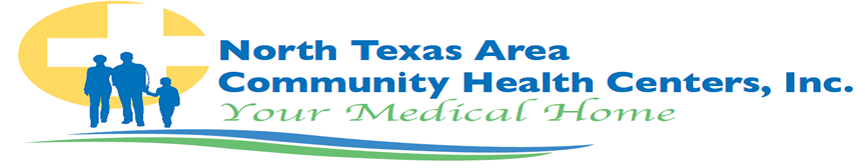 North Texas Area
Community Health Centers, Inc.
Your Medical Home